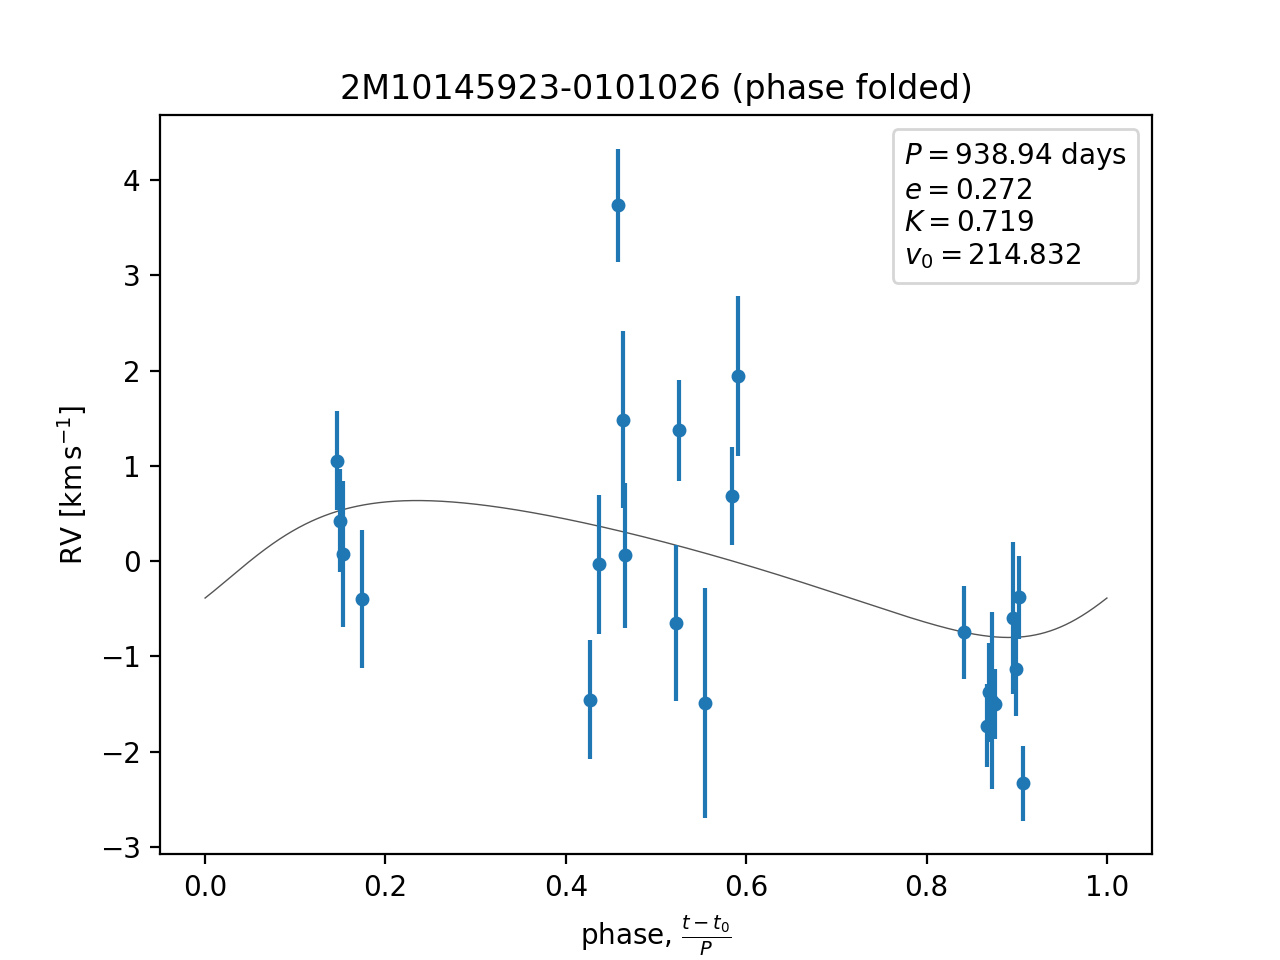 2M10145923-0101026 (phase folded)
P = 938.94 days
e = 0.272
K = 0.719
v₀ = 214.832
RV [km s⁻¹]
4
3
2
1
0
−1
−2
−3
0.0 0.2 0.4 0.6 0.8 1.0
phase, (t − t₀)/P